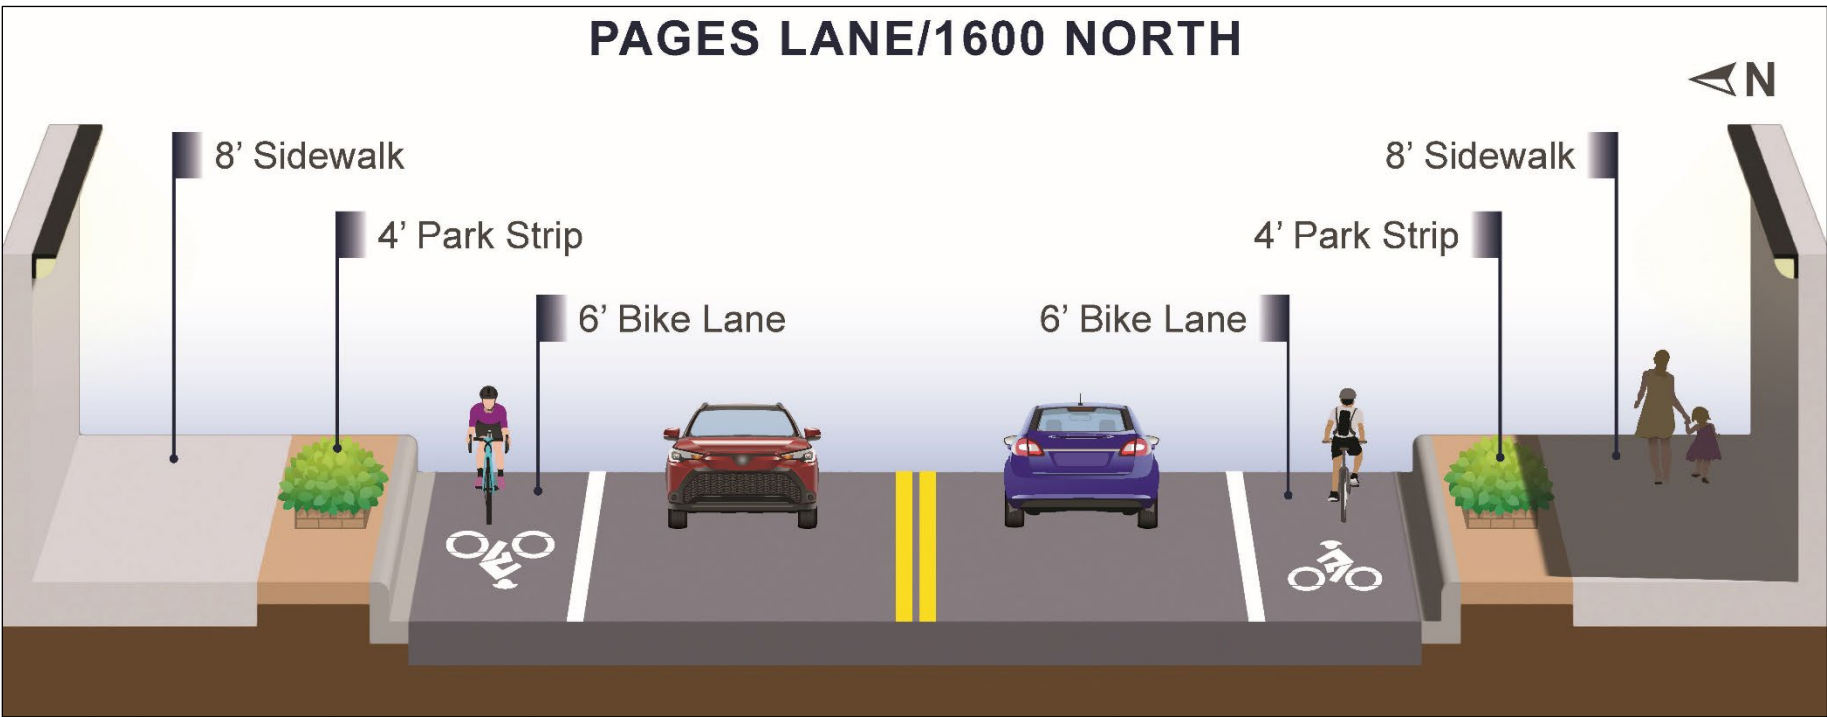 PAGES LANE/1600 NORTH
N
8’ Sidewalk
8’ Sidewalk
4’ Park Strip
4’ Park Strip
6’ Bike Lane
6’ Bike Lane